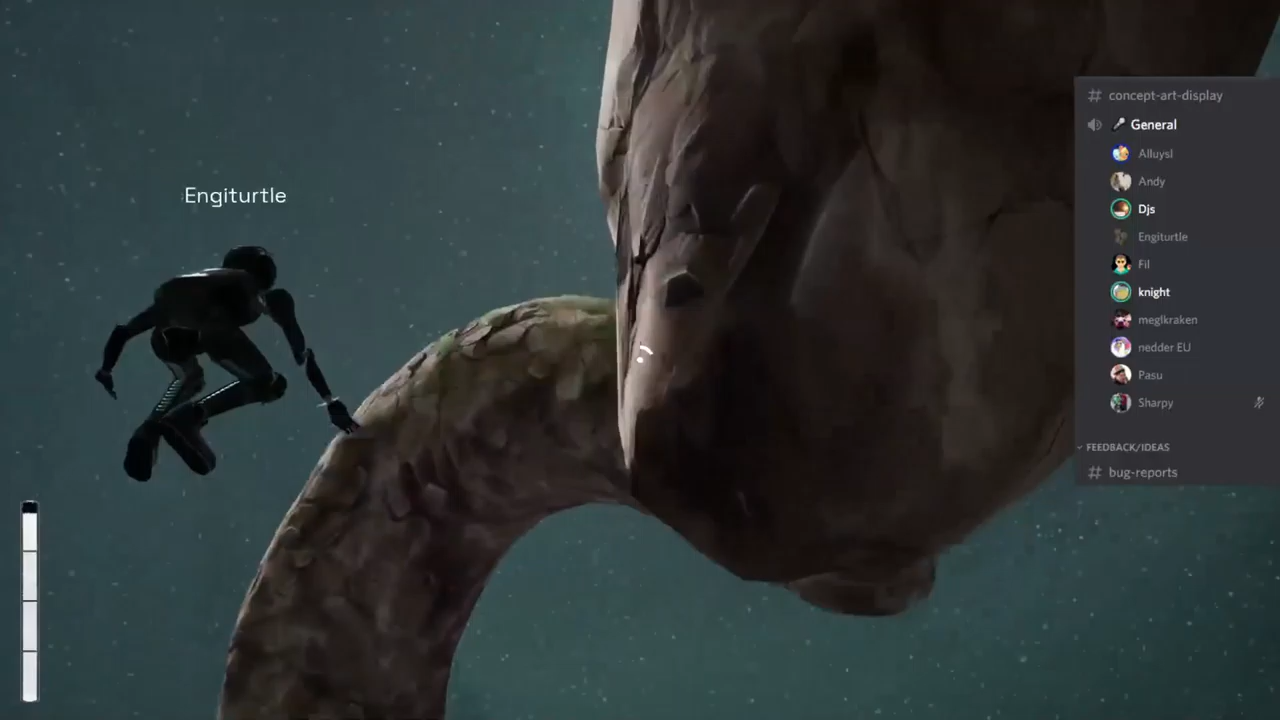 Engiturtle
# concept-art-display
General
Alluysl
Andy
Djs
Engiturtle
Fil
knight
meglkraken
nedder EU
Pasu
Sharpy
FEEDBACK/IDEAS
# bug-reports